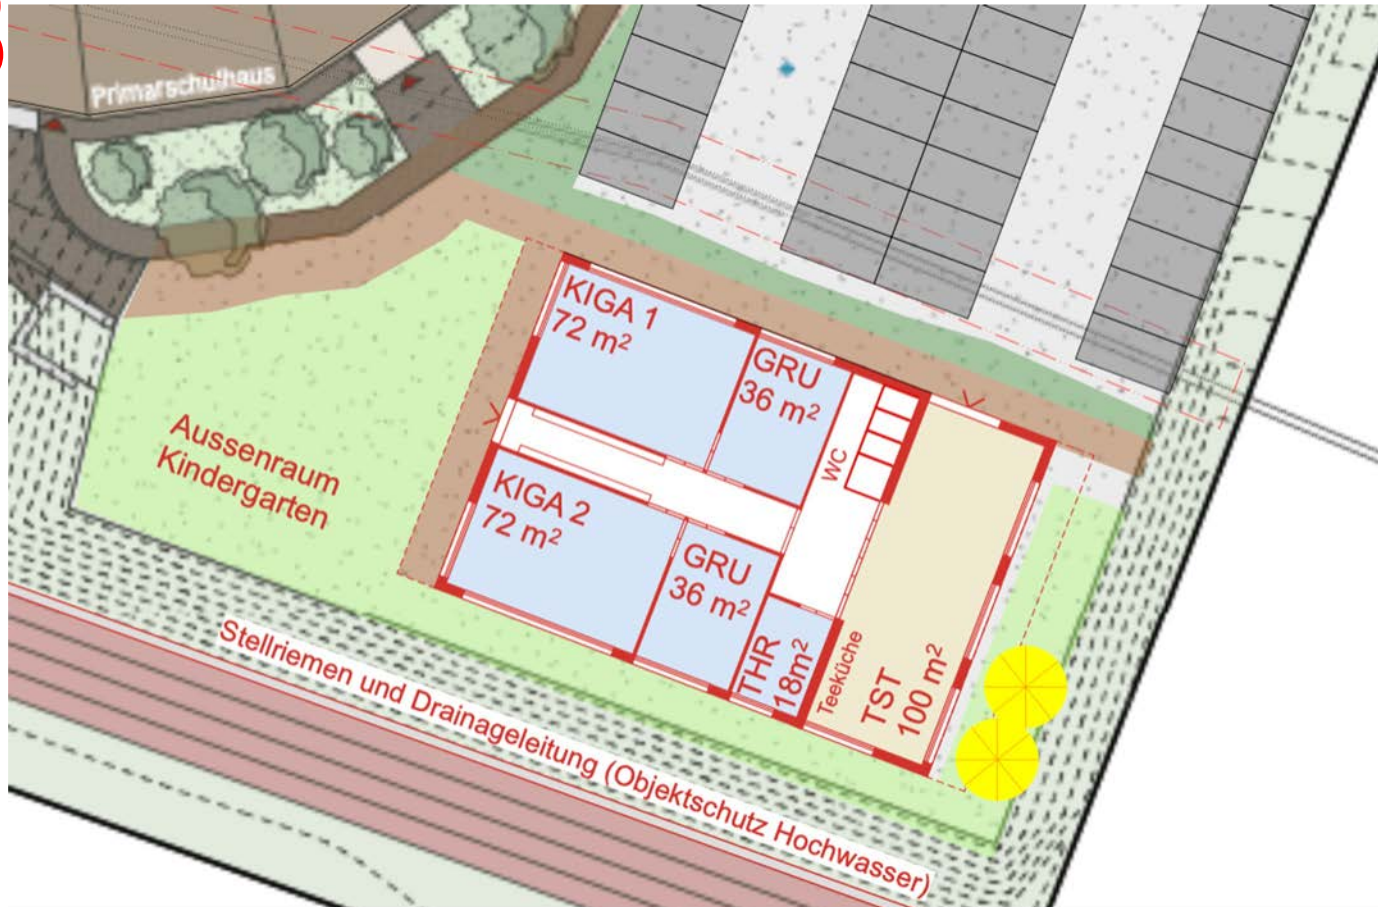 Primarschulhaus
KIGA 1
72 m²
GRU
36 m²
WC
Aussenraum
Kindergarten
KIGA 2
72 m²
GRU
36 m²
THR
18m²
Teeküche
TST
100 m²
Stellriemen und Drainageleitung (Objektschutz Hochwasser)